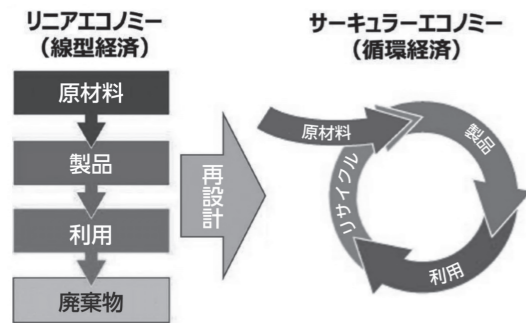 リニアエコノミー
（線型経済）
原材料
製品
利用
廃棄物
再設計
サーキュラーエコノミー
（循環経済）
原材料
製品
利用
リサイクル